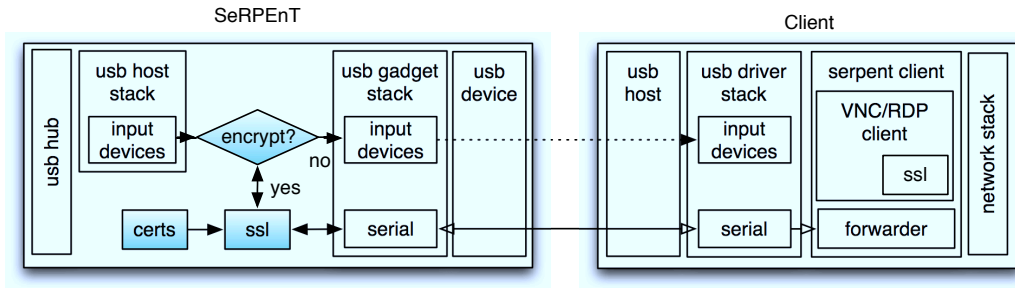 SeRPEnT
usb hub
usb host
stack
input
devices
encrypt?
no
yes
certs
ssl
usb gadget
stack
input
devices
serial
usb
device
Client
usb
host
usb driver
stack
input
devices
serial
serpent client
VNC/RDP
client
ssl
forwarder
network stack